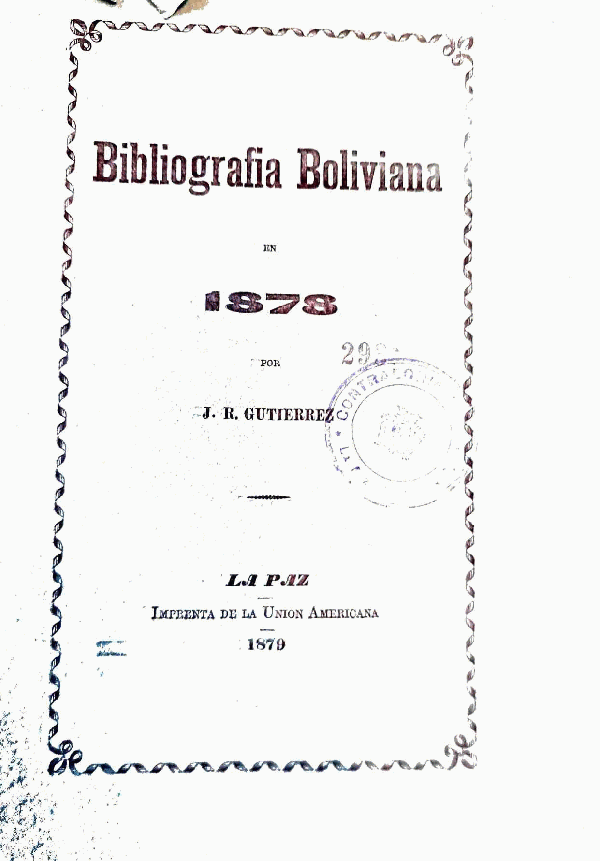 Bibliografia Boliviana
EN
1878
POR
J. R. GUTIERREZ
LA PAZ
IMPRENTA DE LA UNION AMERICANA
1879